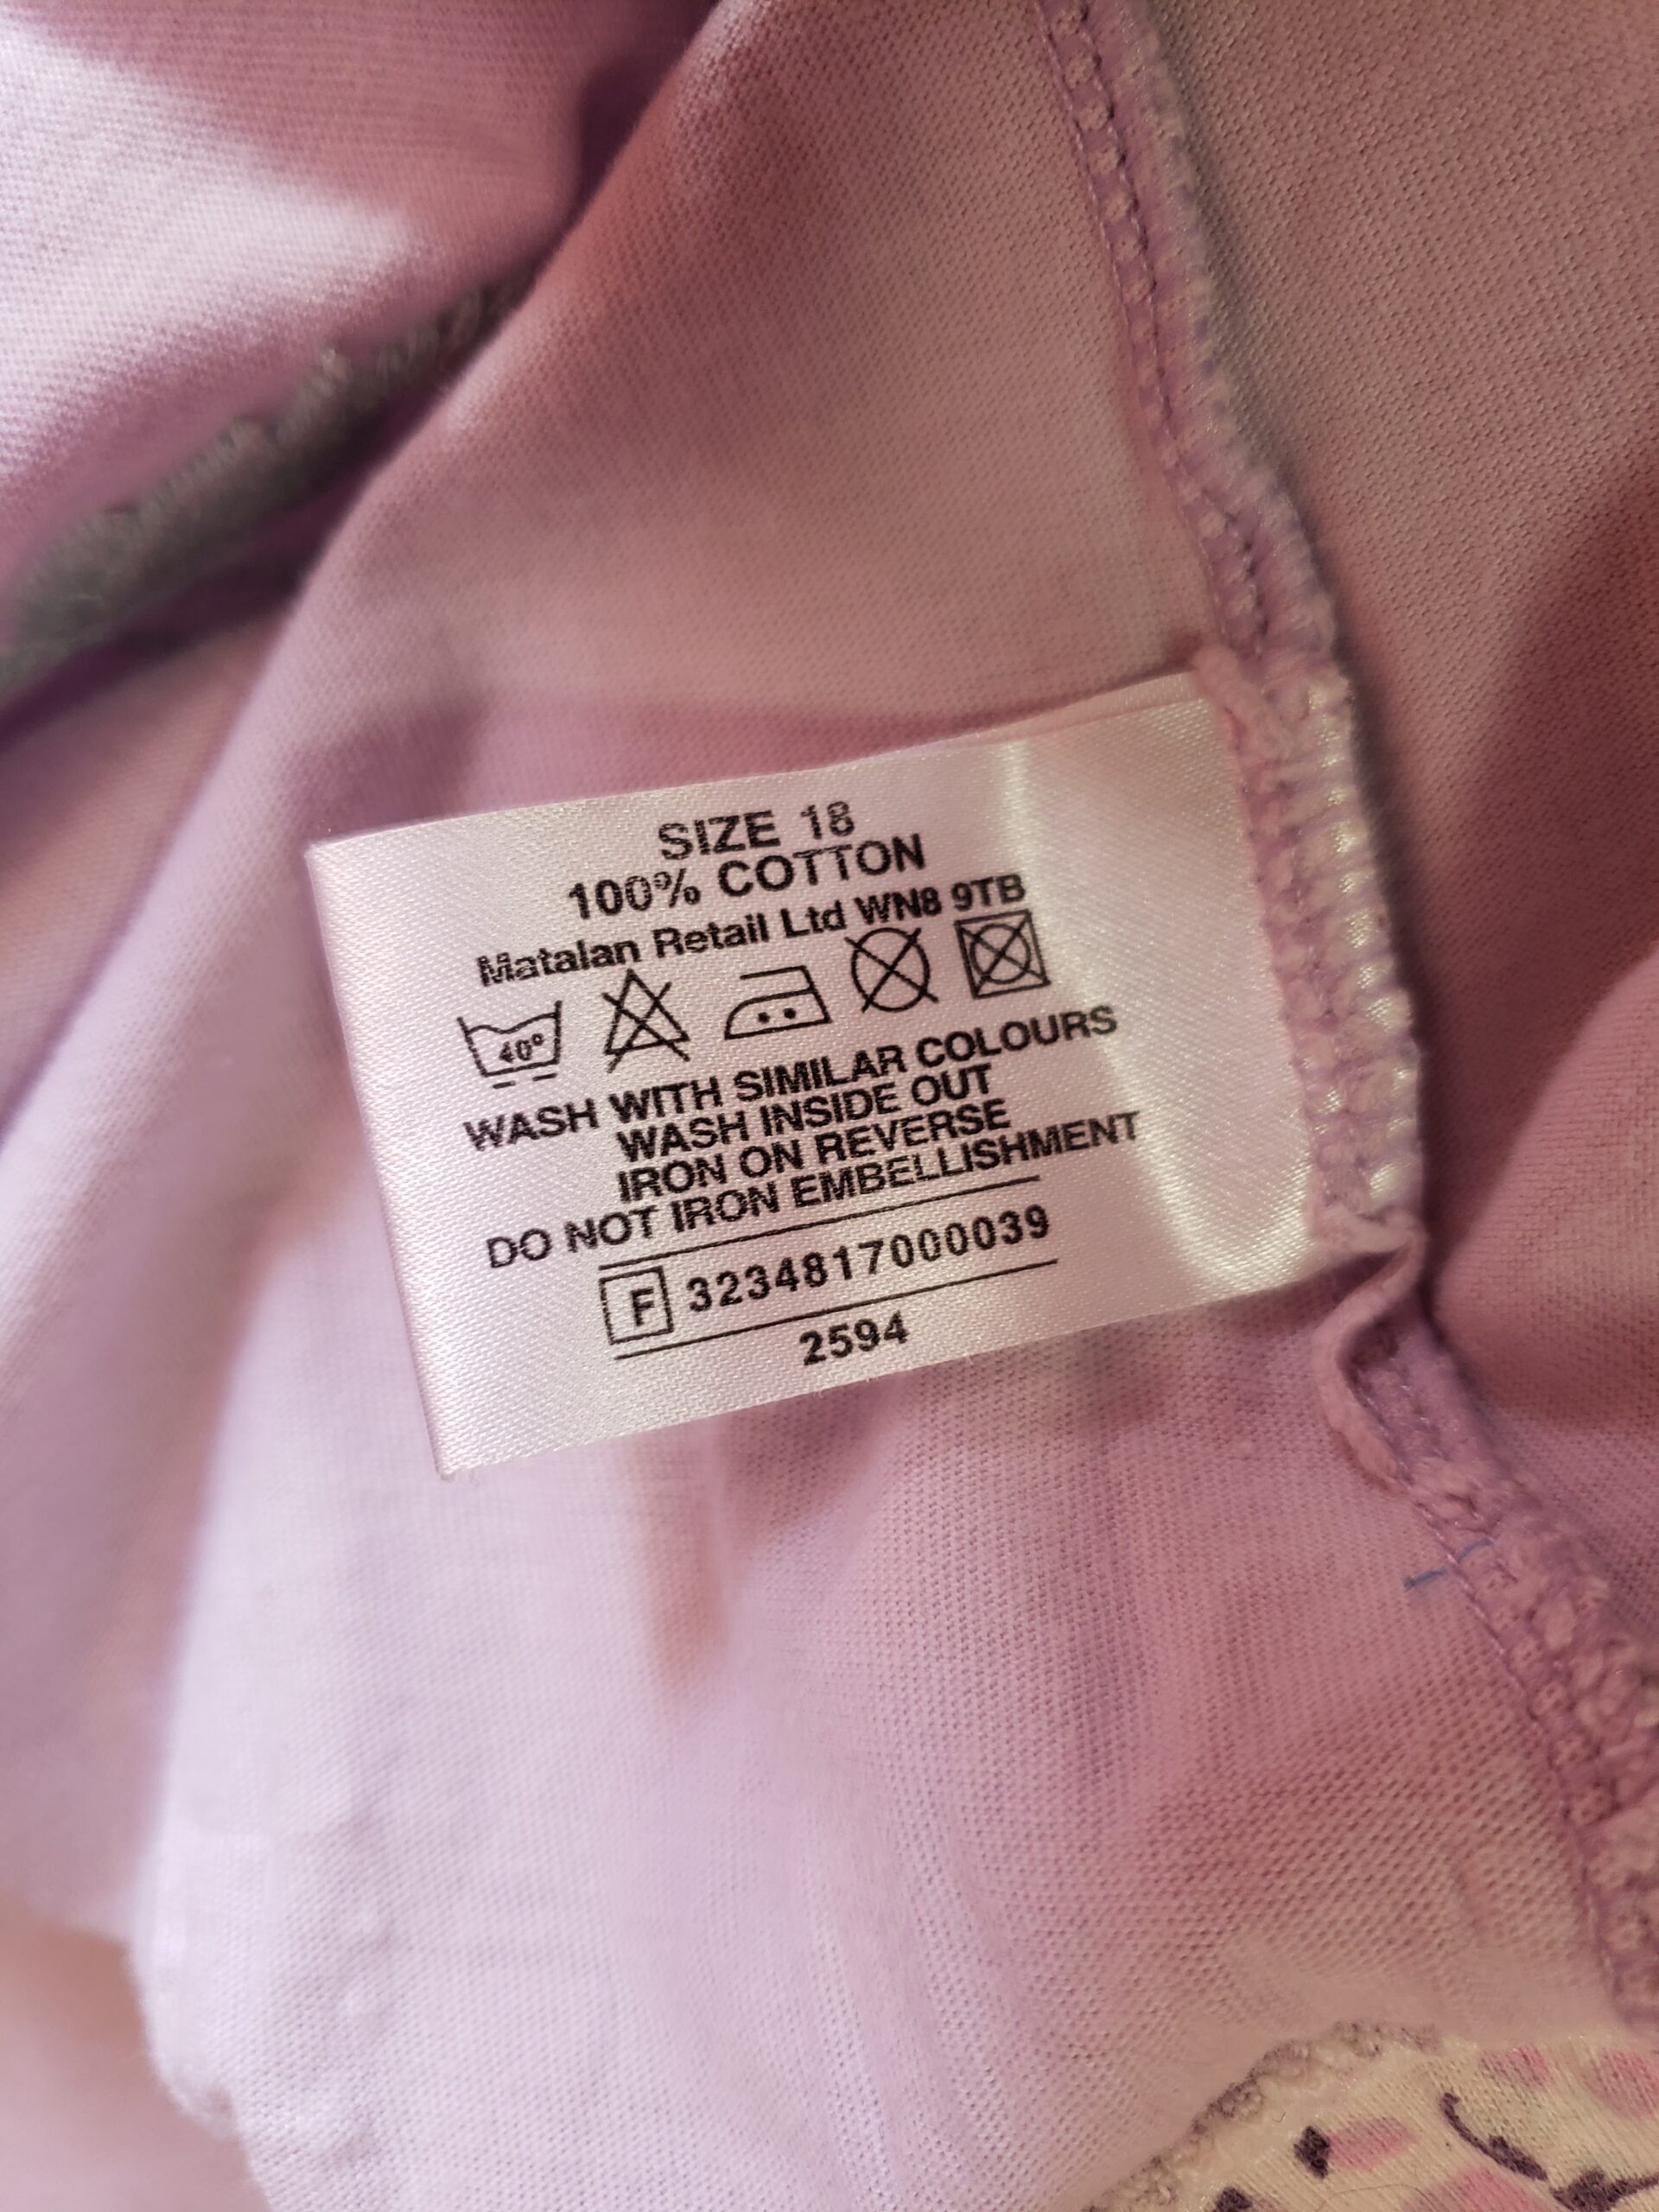 SIZE 18
100% COTTON
Matalan Retail Ltd WN8 9TB
40°
WASH WITH SIMILAR COLOURS
WASH INSIDE OUT
IRON ON REVERSE
DO NOT IRON EMBELLISHMENT
F 3234817000039
2594